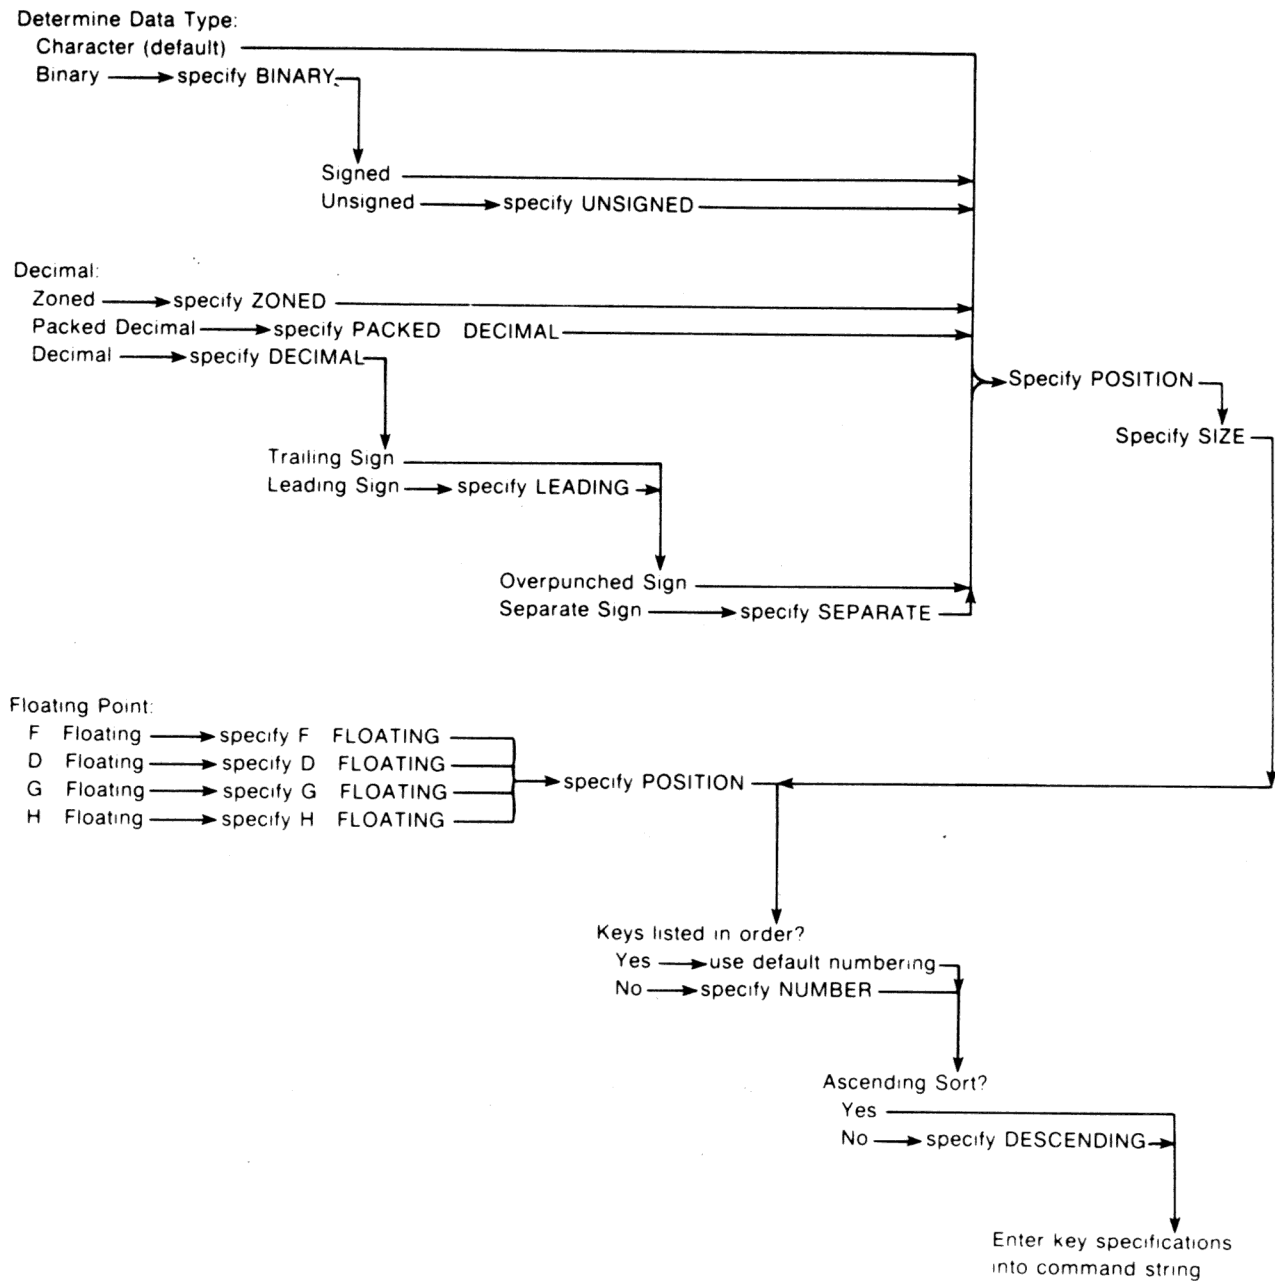 Determine Data Type:
Character (default)
Binary specify BINARY
Signed
Unsigned specify UNSIGNED
Decimal:
Zoned specify ZONED
Packed Decimal specify PACKED DECIMAL
Decimal specify DECIMAL
Specify POSITION
Specify SIZE
Trailing Sign
Leading Sign specify LEADING
Overpunched Sign
Separate Sign specify SEPARATE
Floating Point:
F Floating specify F FLOATING
D Floating specify D FLOATING
G Floating specify G FLOATING
H Floating specify H FLOATING
specify POSITION
Keys listed in order?
Yes use default numbering
No specify NUMBER
Ascending Sort?
Yes
No specify DESCENDING
Enter key specifications
into command string